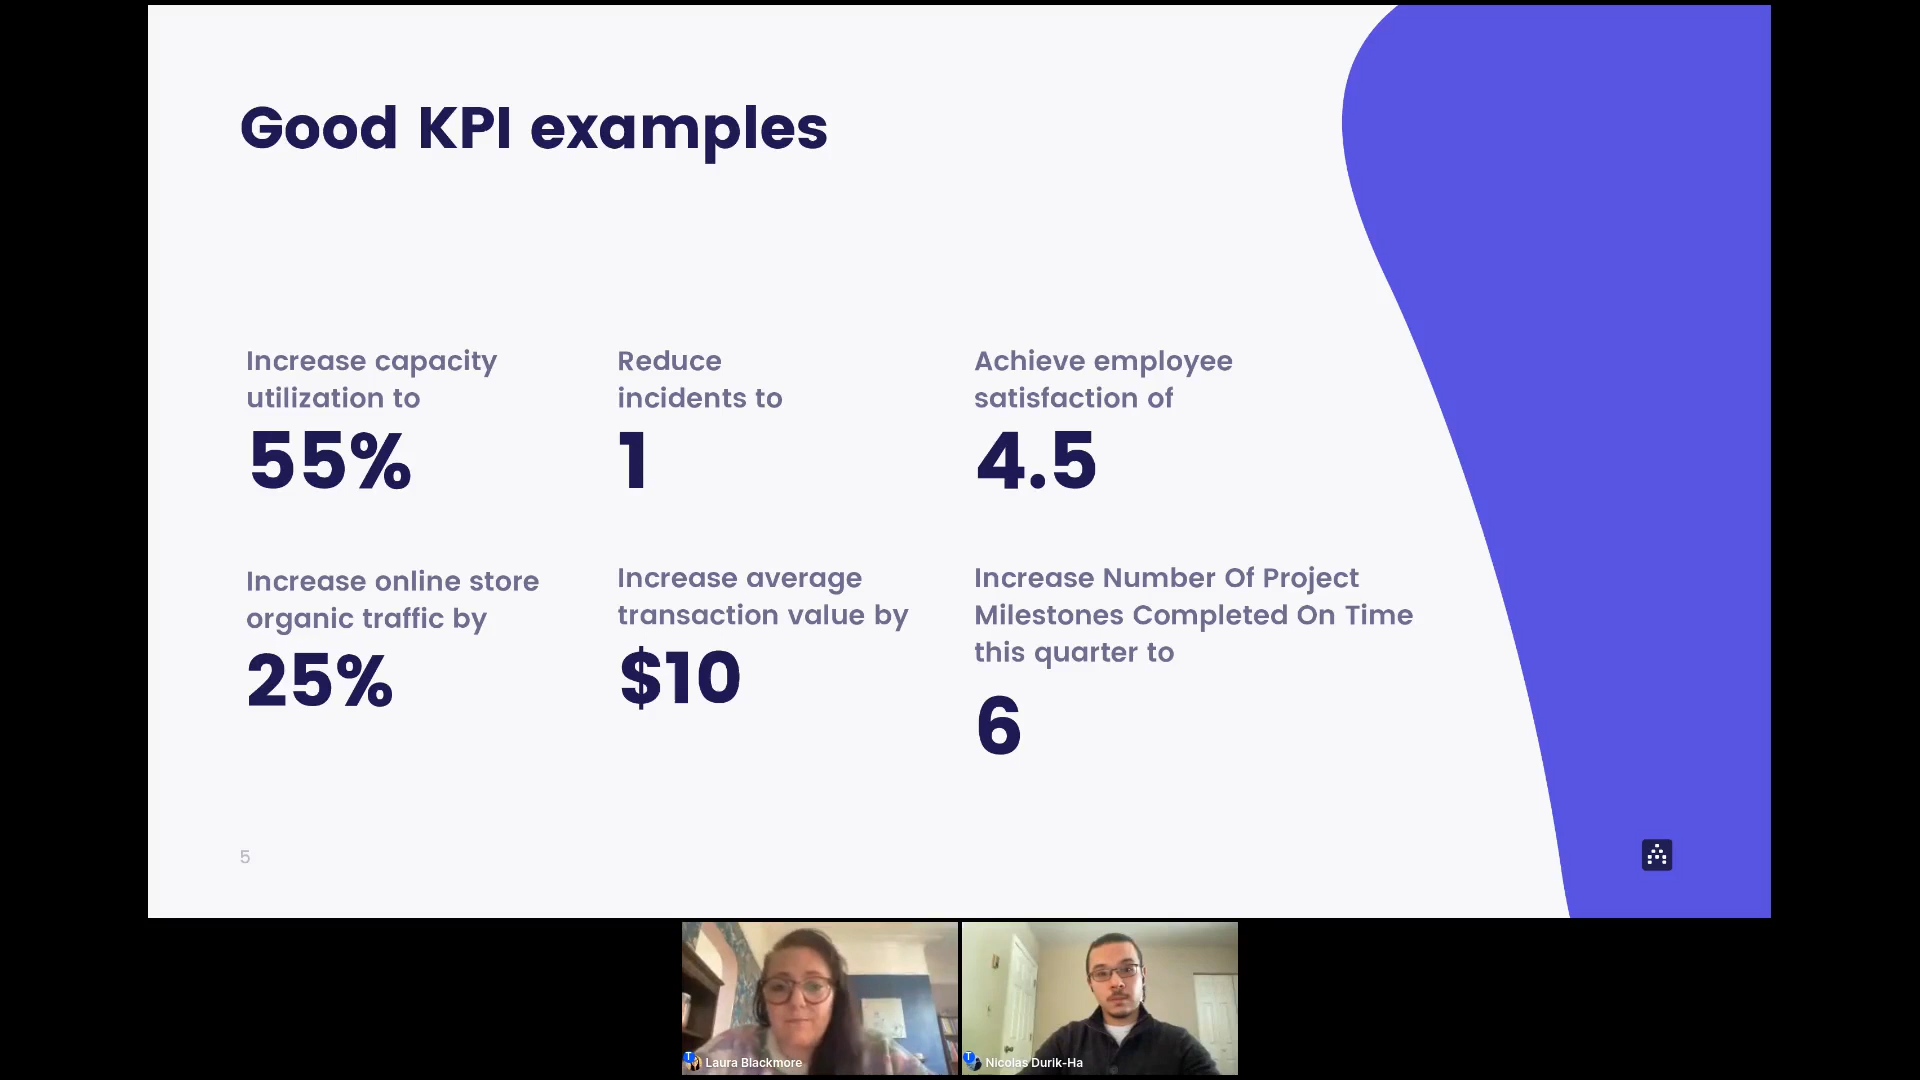 Good KPI examples
Increase capacity
utilization to
55%
Reduce
incidents to
1
Achieve employee
satisfaction of
4.5
Increase online store
organic traffic by
25%
Increase average
transaction value by
$10
Increase Number Of Project
Milestones Completed On Time
this quarter to
6
5
T
Laura Blackmore
T
Nicolas Durik-Ha